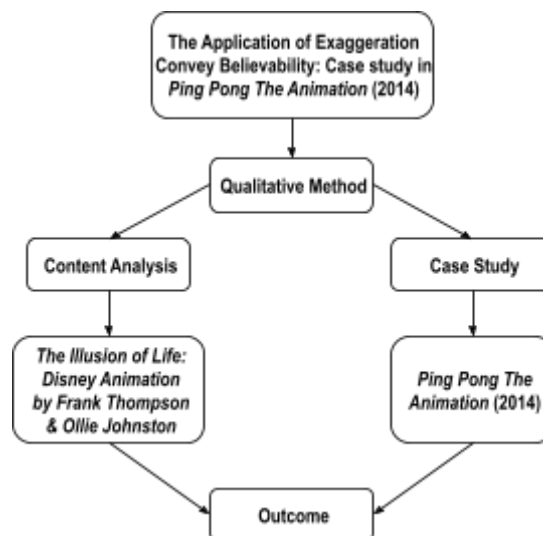 The Application of Exaggeration
Convey Believability: Case study in
Ping Pong The Animation (2014)
Qualitative Method
Content Analysis
Case Study
The Illusion of Life:
Disney Animation
by Frank Thompson
& Ollie Johnston
Ping Pong The
Animation (2014)
Outcome